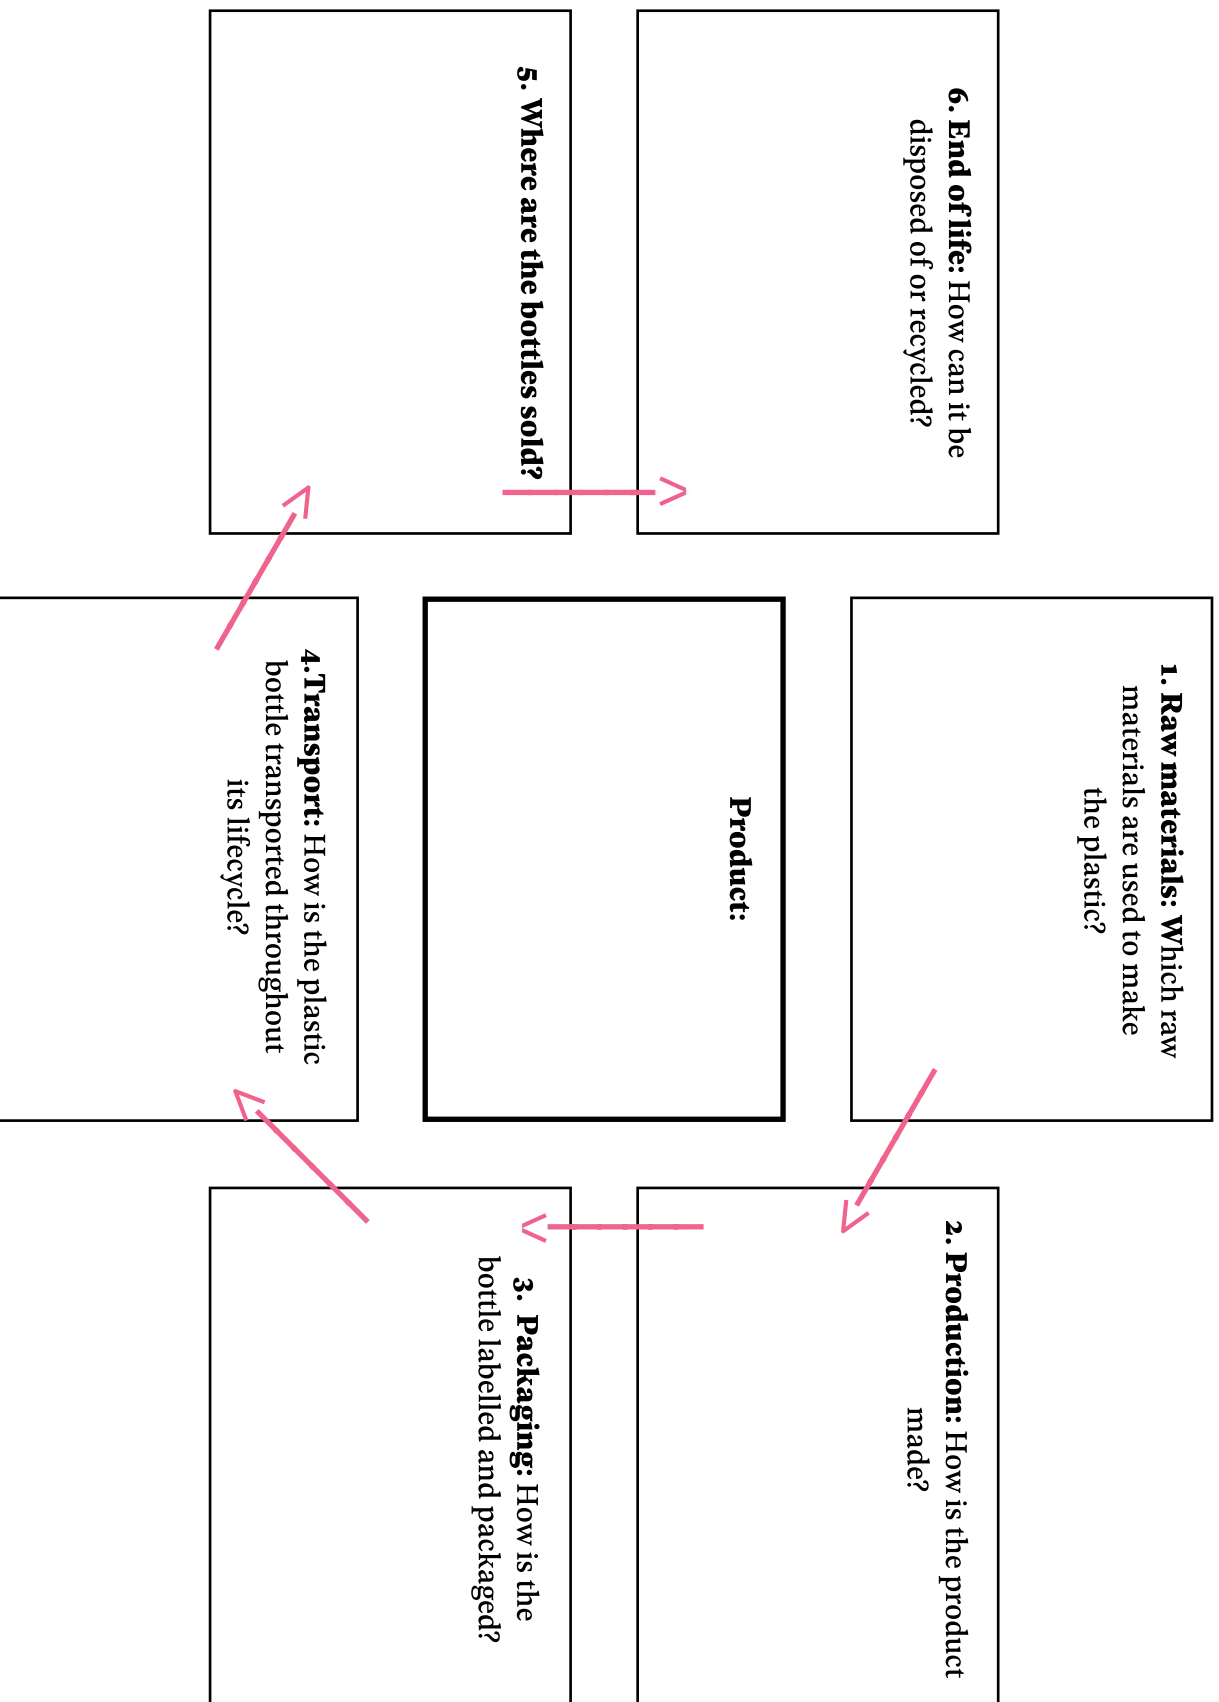 1. Raw materials: Which raw
materials are used to make
the plastic?
2. Production: How is the product
made?
3. Packaging: How is the
bottle labelled and packaged?
4.Transport: How is the plastic
bottle transported throughout
its lifecycle?
5. Where are the bottles sold?
6. End of life: How can it be
disposed of or recycled?
Product: